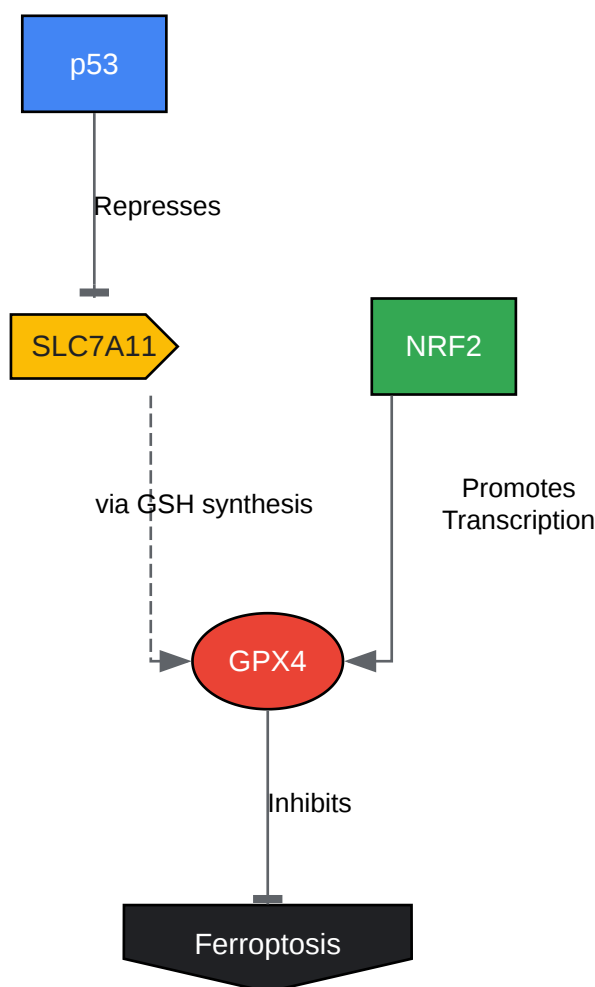 p53
Represses
SLC7A11
NRF2
via GSH synthesis
Promotes
Transcription
GPX4
Inhibits
Ferroptosis